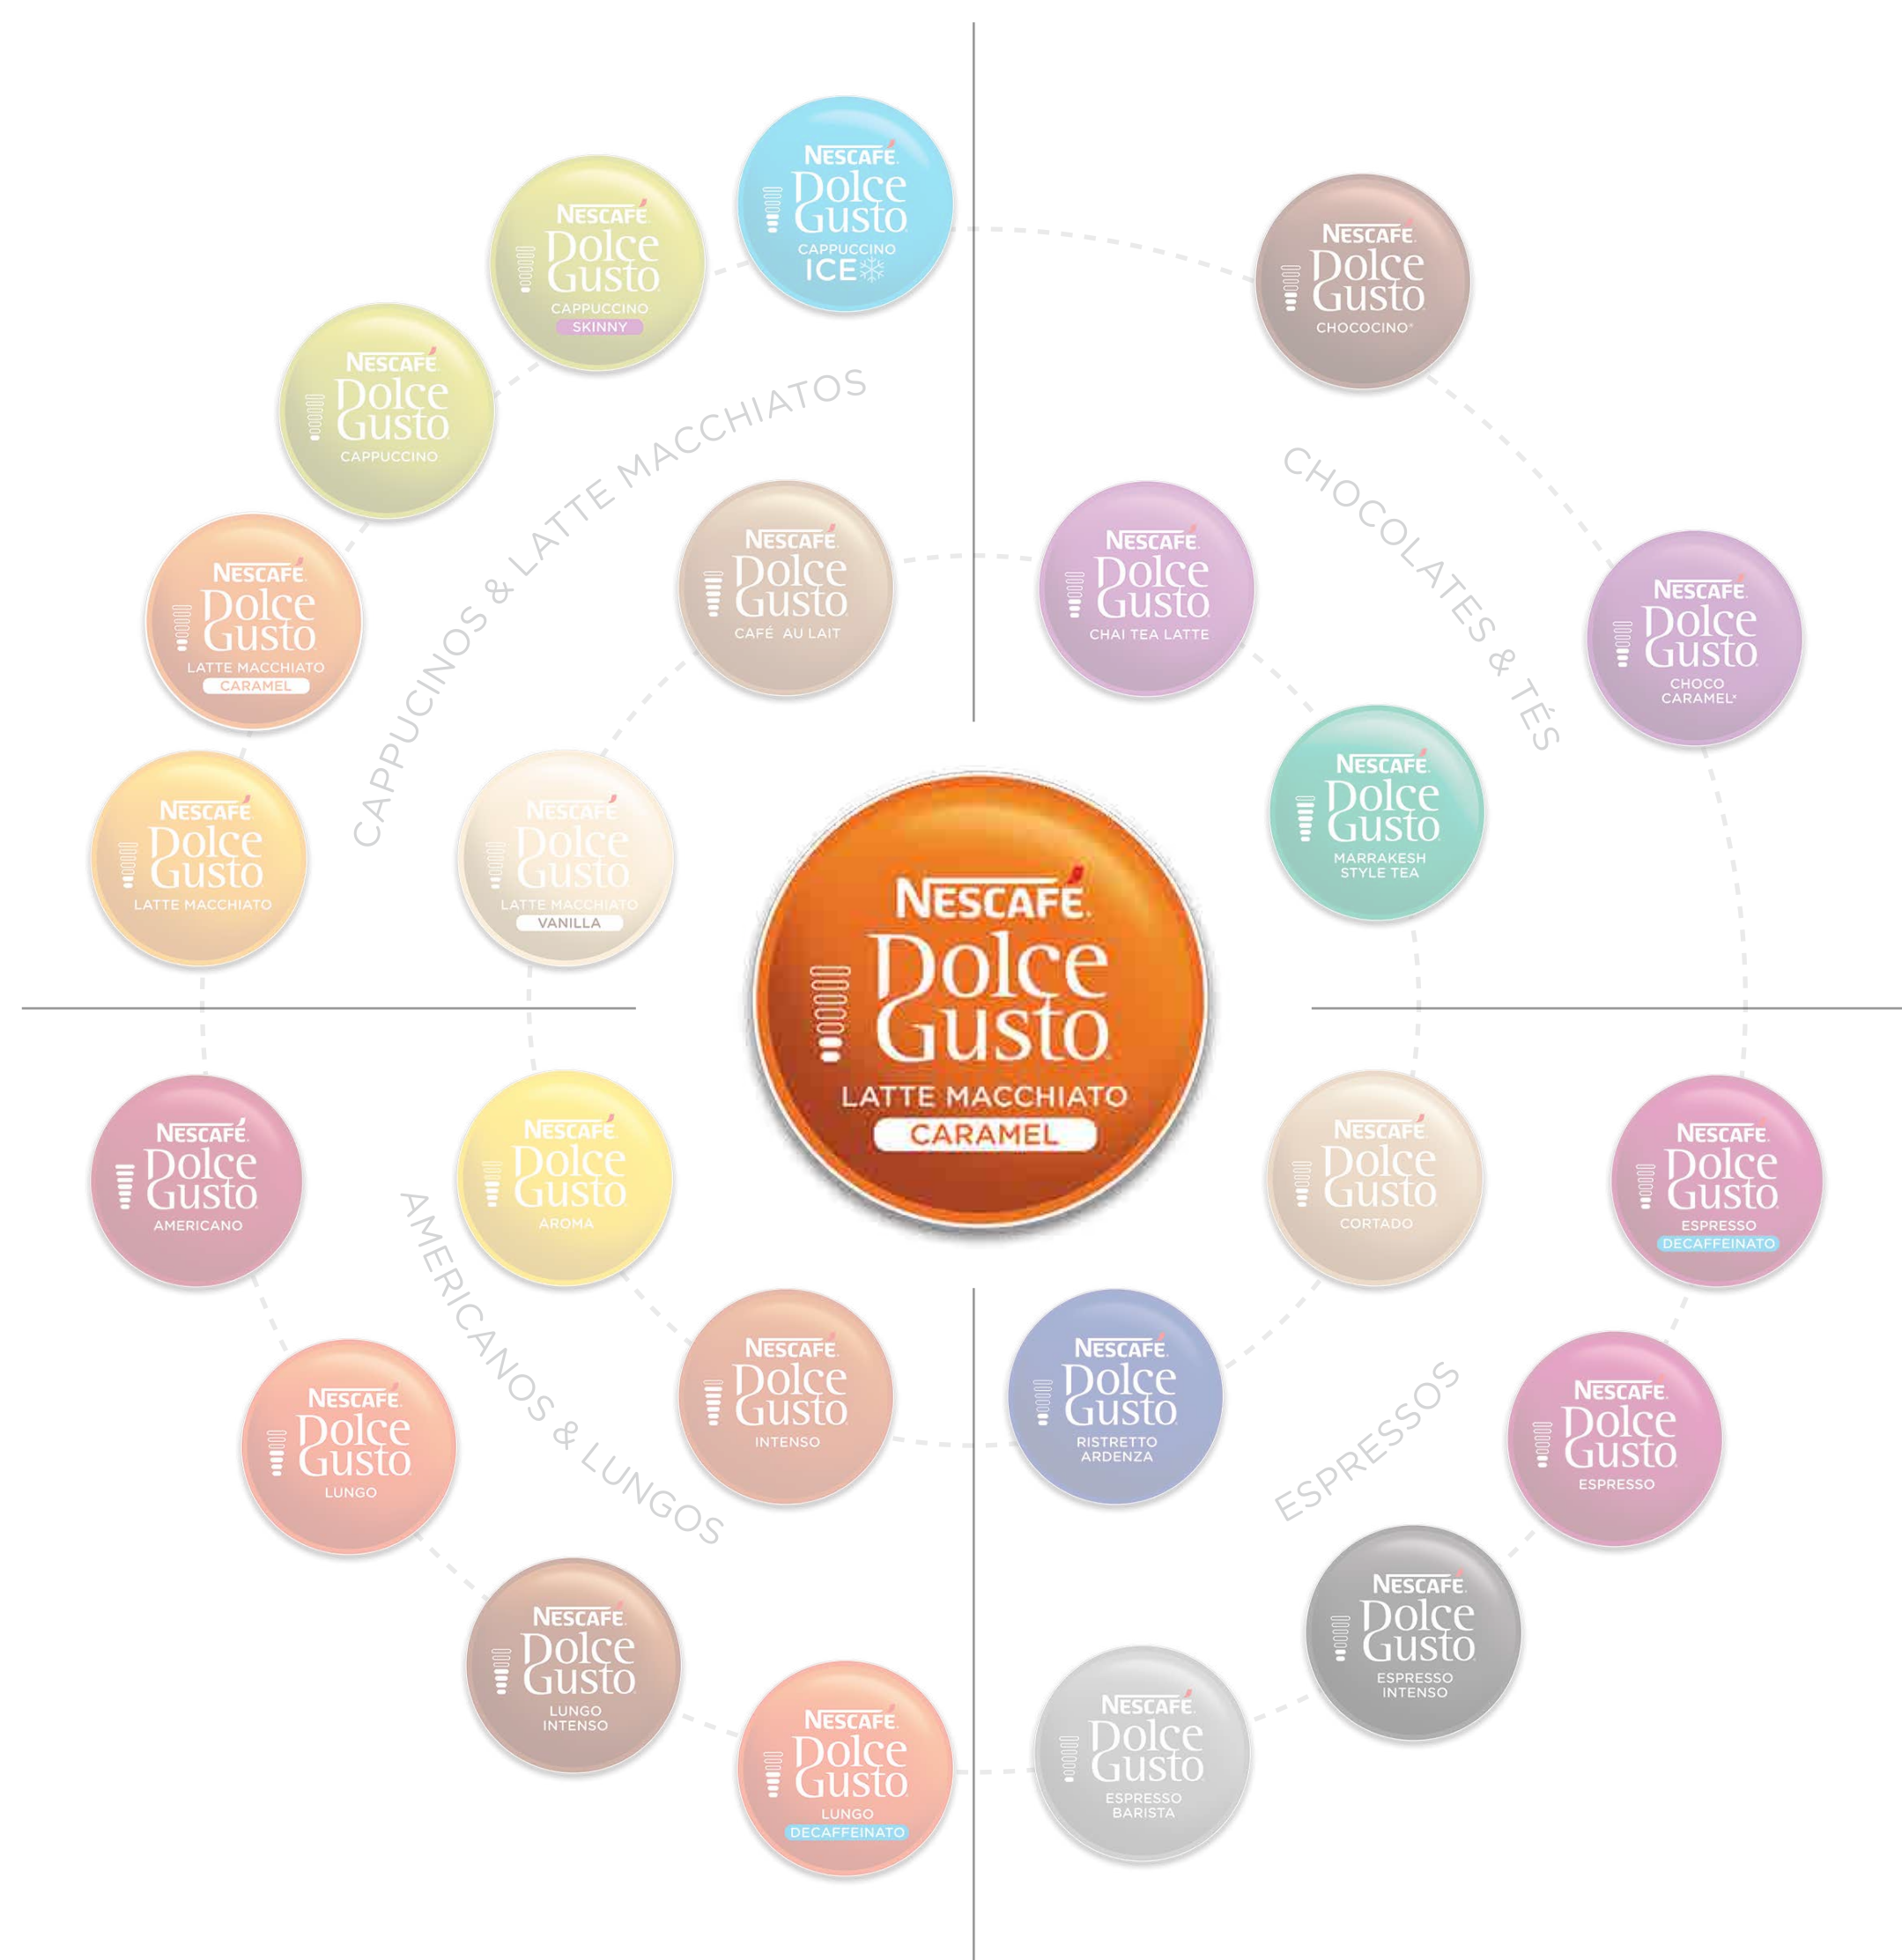 NESCAFÉ
Dolce
Gusto
CAPPUCCINO
ICE
NESCAFÉ
Dolce
Gusto
CAPPUCCINO
SKINNY
NESCAFÉ
Dolce
Gusto
CAPPUCCINO
NESCAFÉ
Dolce
Gusto
LATTE MACCHIATO
CARAMEL
NESCAFÉ
Dolce
Gusto
LATTE MACCHIATO
CAPPUCINOS & LATTE MACCHIATOS
NESCAFÉ
Dolce
Gusto
CAFÉ AU LAIT
NESCAFÉ
Dolce
Gusto
LATTE MACCHIATO
VANILLA
NESCAFÉ
Dolce
Gusto
CHOCOCINO®
NESCAFÉ
Dolce
Gusto
CHOCO
CARAMEL*
CHOCOLATES & TÉS
NESCAFÉ
Dolce
Gusto
CHAI TEA LATTE
NESCAFÉ
Dolce
Gusto
MARRAKESH
STYLE TEA
NESCAFÉ
Dolce
Gusto
LATTE MACCHIATO
CARAMEL
NESCAFÉ
Dolce
Gusto
AMERICANO
NESCAFÉ
Dolce
Gusto
AROMA
NESCAFÉ
Dolce
Gusto
INTENSO
AMERICANOS & LUNGOS
NESCAFÉ
Dolce
Gusto
LUNGO
NESCAFÉ
Dolce
Gusto
LUNGO
INTENSO
NESCAFÉ
Dolce
Gusto
LUNGO
DECAFFEINATO
NESCAFÉ
Dolce
Gusto
CORTADO
NESCAFÉ
Dolce
Gusto
ESPRESSO
DECAFFEINATO
NESCAFÉ
Dolce
Gusto
RISTRETTO
ARDENZA
ESPRESSOS
NESCAFÉ
Dolce
Gusto
ESPRESSO
NESCAFÉ
Dolce
Gusto
ESPRESSO
INTENSO
NESCAFÉ
Dolce
Gusto
ESPRESSO
BARISTA